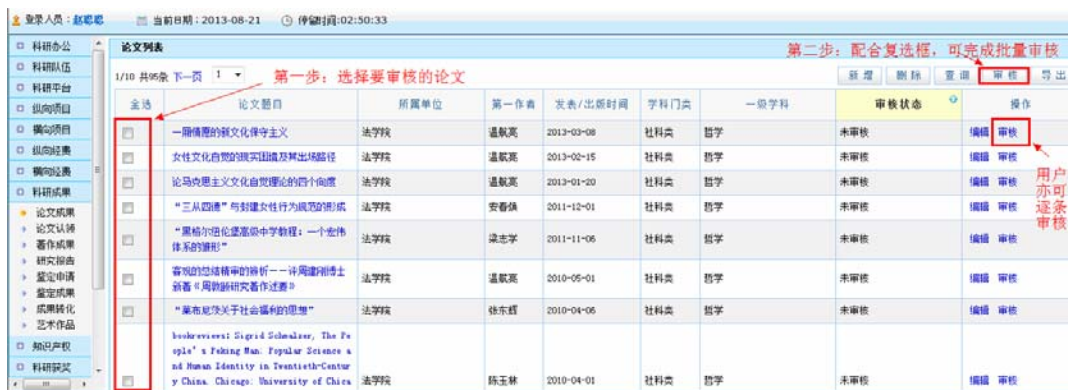 登录人员：赵聪聪 当前日期：2013-08-21 停留时间:02:50:33
科研办公
科研队伍
科研平台
纵向项目
横向项目
纵向经费
横向经费
科研成果
论文成果
论文认领
著作成果
研究报告
鉴定申请
鉴定成果
成果转化
艺术作品
知识产权
科研获奖
论文列表
第二步：配合复选框，可完成批量审核
1/10 共95条 下一页 1
第一步：选择要审核的论文
新增 删除 查询 审核 导出
全选 论文题目 所属单位 第一作者 发表/出版时间 学科门类 一级学科 审核状态 操作
一厢情愿的新文化保守主义 法学院 温航亮 2013-03-08 社科类 哲学 未审核 编辑 审核
女性文化自觉的现实困境及其出场路径 法学院 温航亮 2013-02-15 社科类 哲学 未审核 编辑 审核
论马克思主义文化自觉理论的四个向度 法学院 温航亮 2013-01-20 社科类 哲学 未审核 编辑 审核
“三从四德”与封建女性行为规范的形成 法学院 安春焕 2011-12-01 社科类 哲学 未审核 编辑 审核
“黑格尔纽伦堡高级中学教程：一个宏伟
体系的雏形” 法学院 梁志学 2011-11-06 社科类 哲学 未审核 编辑 审核
客观的总结精审的辨析——评周建刚博士
新著《周敦颐研究著作述要》 法学院 温航亮 2010-05-01 社科类 哲学 未审核 编辑 审核
“莱布尼茨关于社会福利的思想” 法学院 张东辉 2010-04-06 社科类 哲学 未审核 编辑 审核
bookreviews: Sigrid Schmalzer, The Pe
ople's Peking Man: Popular Science a
nd Human Identity in Twentieth-Centur
y China. Chicago: University of Chica 法学院 陈玉林 2010-04-01 社科类 哲学 未审核 编辑 审核
用户
亦可
逐条
审核